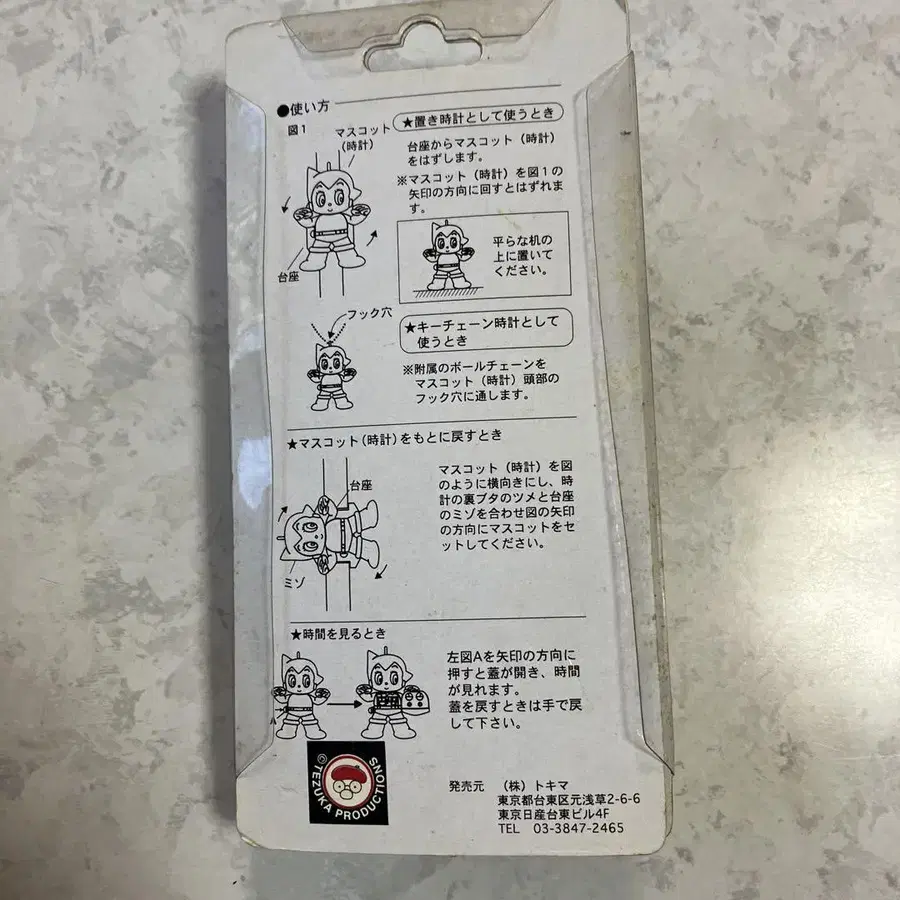 ●使い方
図1
マスコット
(時計)
★置き時計として使うとき
台座からマスコット（時計）
をはずします。
※マスコット（時計）を図1の
矢印の方向に回すとはずれま
す。
台座
平らな机の
上に置いて
ください。
フック穴
★キーチェーン時計として
使うとき
※附属のボールチェーンを
マスコット（時計）頭部の
フック穴に通します。
★マスコット(時計)をもとに戻すとき
台座
ミゾ
マスコット（時計）を図
のように横向きにし、時
計の裏ブタのツメと台座
のミゾを合わせ図の矢印
の方向にマスコットをセ
ットしてください。
★時間を見るとき
A
左図Aを矢印の方向に
押すと蓋が開き、時間
が見れます。
蓋を戻すときは手で戻
して下さい。
©TEZUKA PRODUCTIONS
発売元　（株）トキマ
東京都台東区元浅草2-6-6
東京日産台東ビル4F
TEL　03-3847-2465